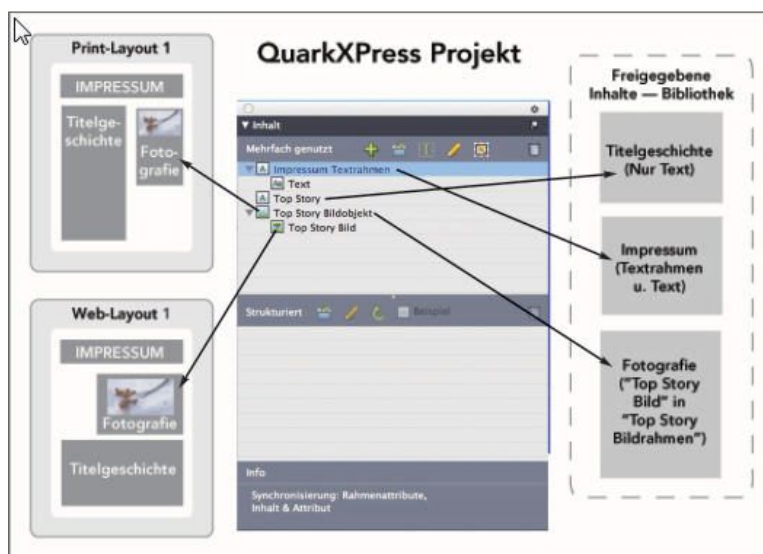 Print-Layout 1
IMPRESSUM
Titelge-
schichte
Foto-
grafie
Web-Layout 1
IMPRESSUM
Fotografie
Titelgeschichte
QuarkXPress Projekt
Inhalt
Mehrfach genutzt
Impressum Textrahmen
Text
Top Story
Top Story Bildobjekt
Top Story Bild
Strukturiert
Beispiel
Info
Synchronisierung: Rahmenattribute,
Inhalt & Attribut
Freigegebene
Inhalte — Bibliothek
Titelgeschichte
(Nur Text)
Impressum
(Textrahmen
u. Text)
Fotografie
("Top Story
Bild" in
"Top Story
Bildrahmen")